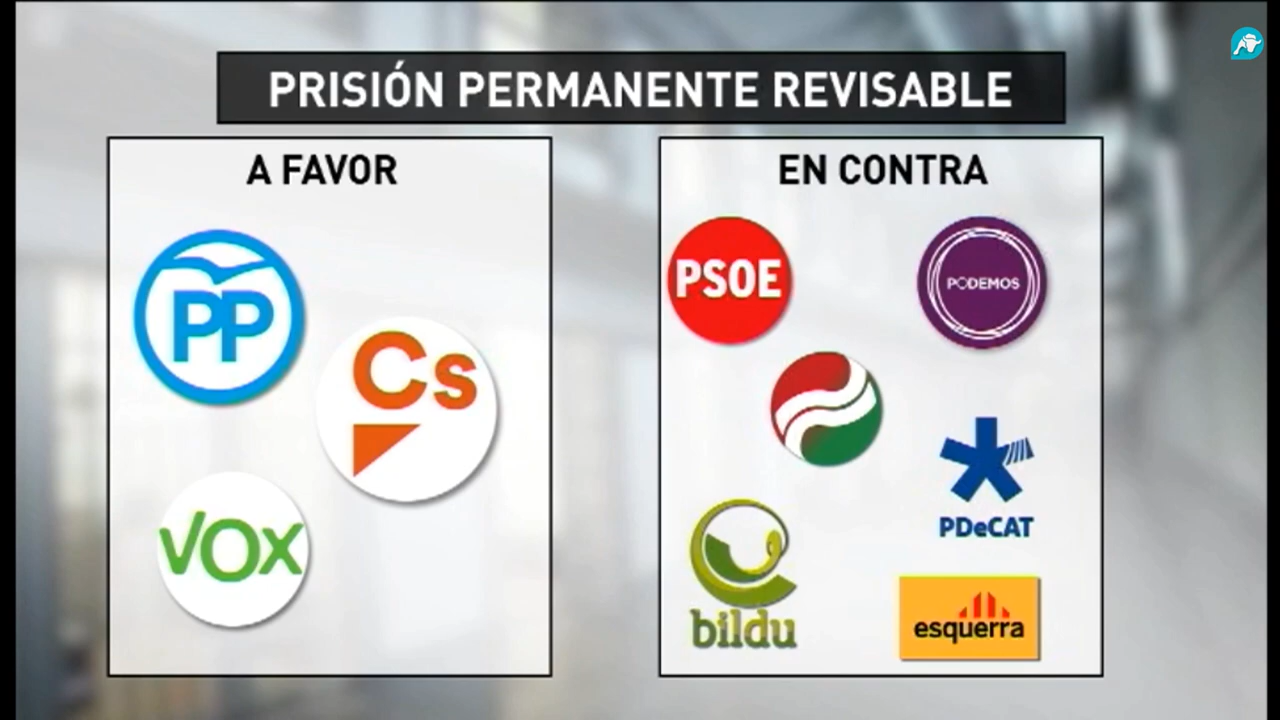 PRISIÓN PERMANENTE REVISABLE
A FAVOR
PP
Cs
VOX
EN CONTRA
PSOE
PODEMOS
PDeCAT
bildu
esquerra